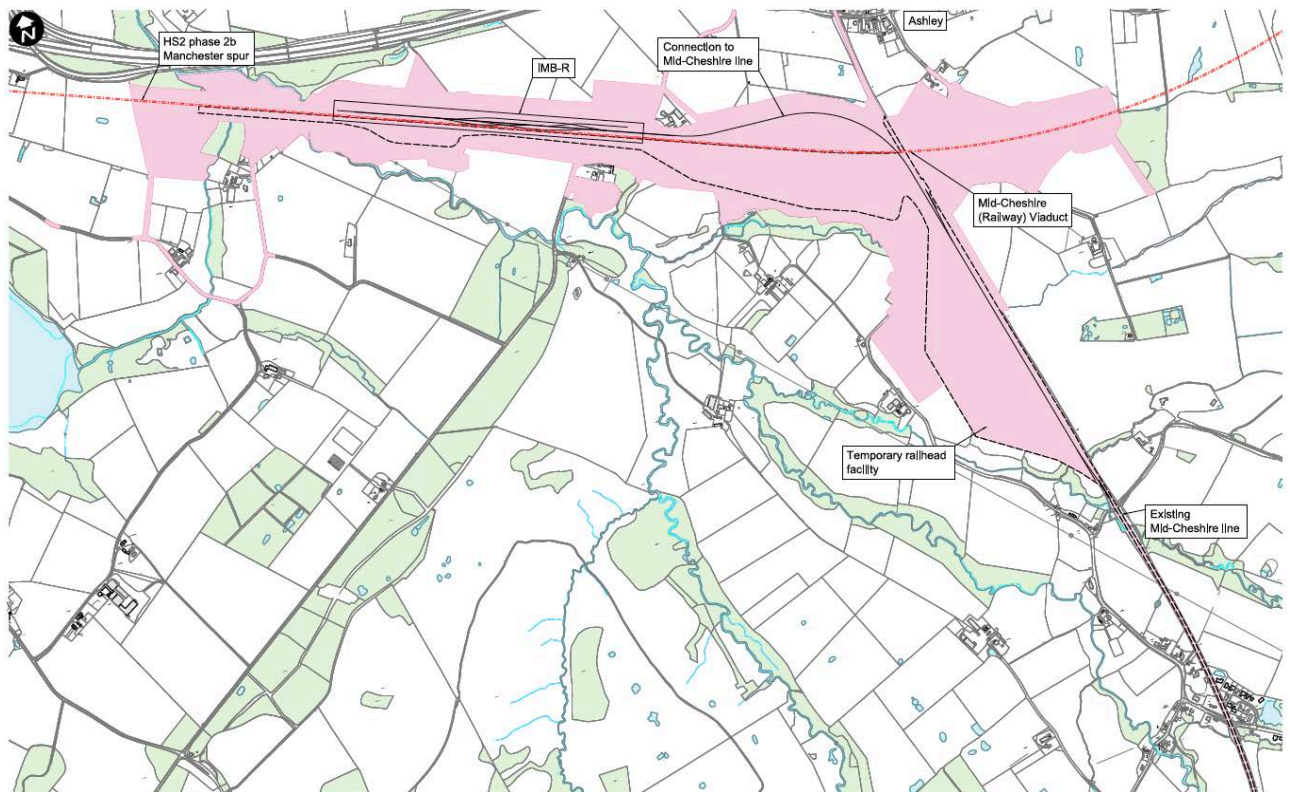 N
HS2 phase 2b
Manchester spur
IMB-R
Connection to
Mid-Cheshire line
Ashley
Mid-Cheshire
(Railway) Viaduct
Temporary railhead
facility
Existing
Mid-Cheshire line